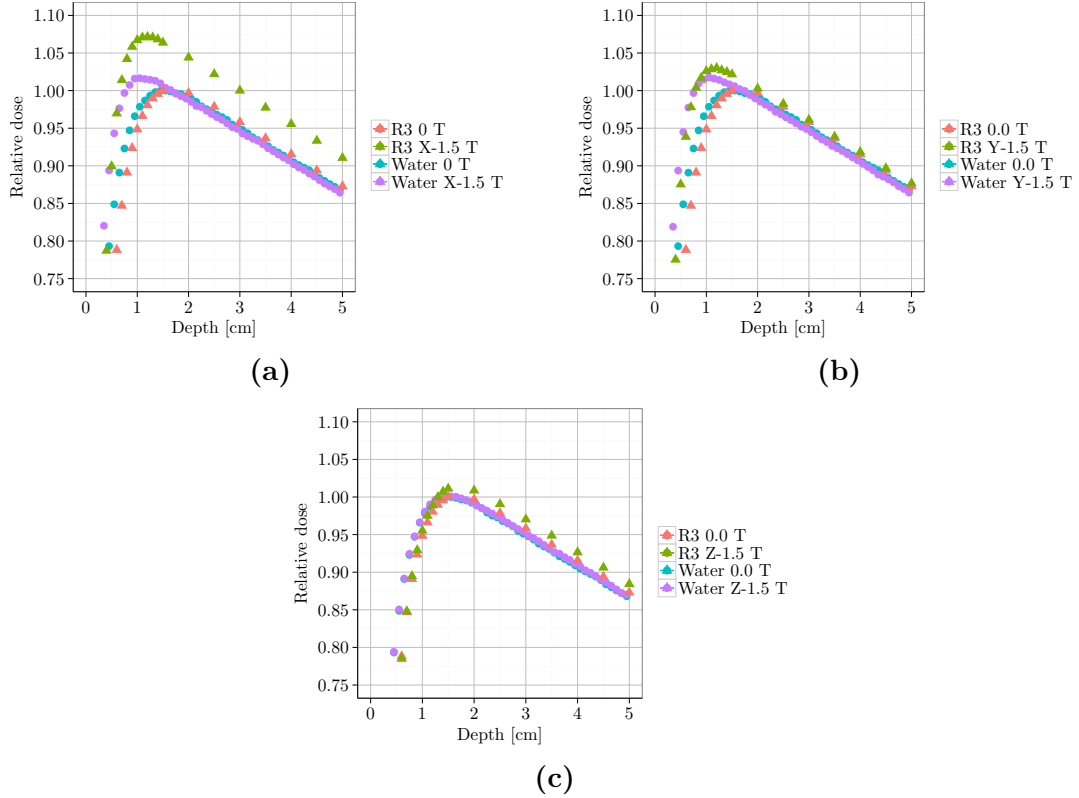 1.10
1.05
1.00
0.95
0.90
0.85
0.80
0.75
Relative dose
0 1 2 3 4 5
Depth [cm]
R3 0 T
R3 X-1.5 T
Water 0 T
Water X-1.5 T
(a)
1.10
1.05
1.00
0.95
0.90
0.85
0.80
0.75
Relative dose
0 1 2 3 4 5
Depth [cm]
R3 0.0 T
R3 Y-1.5 T
Water 0.0 T
Water Y-1.5 T
(b)
1.10
1.05
1.00
0.95
0.90
0.85
0.80
0.75
Relative dose
0 1 2 3 4 5
Depth [cm]
R3 0.0 T
R3 Z-1.5 T
Water 0.0 T
Water Z-1.5 T
(c)